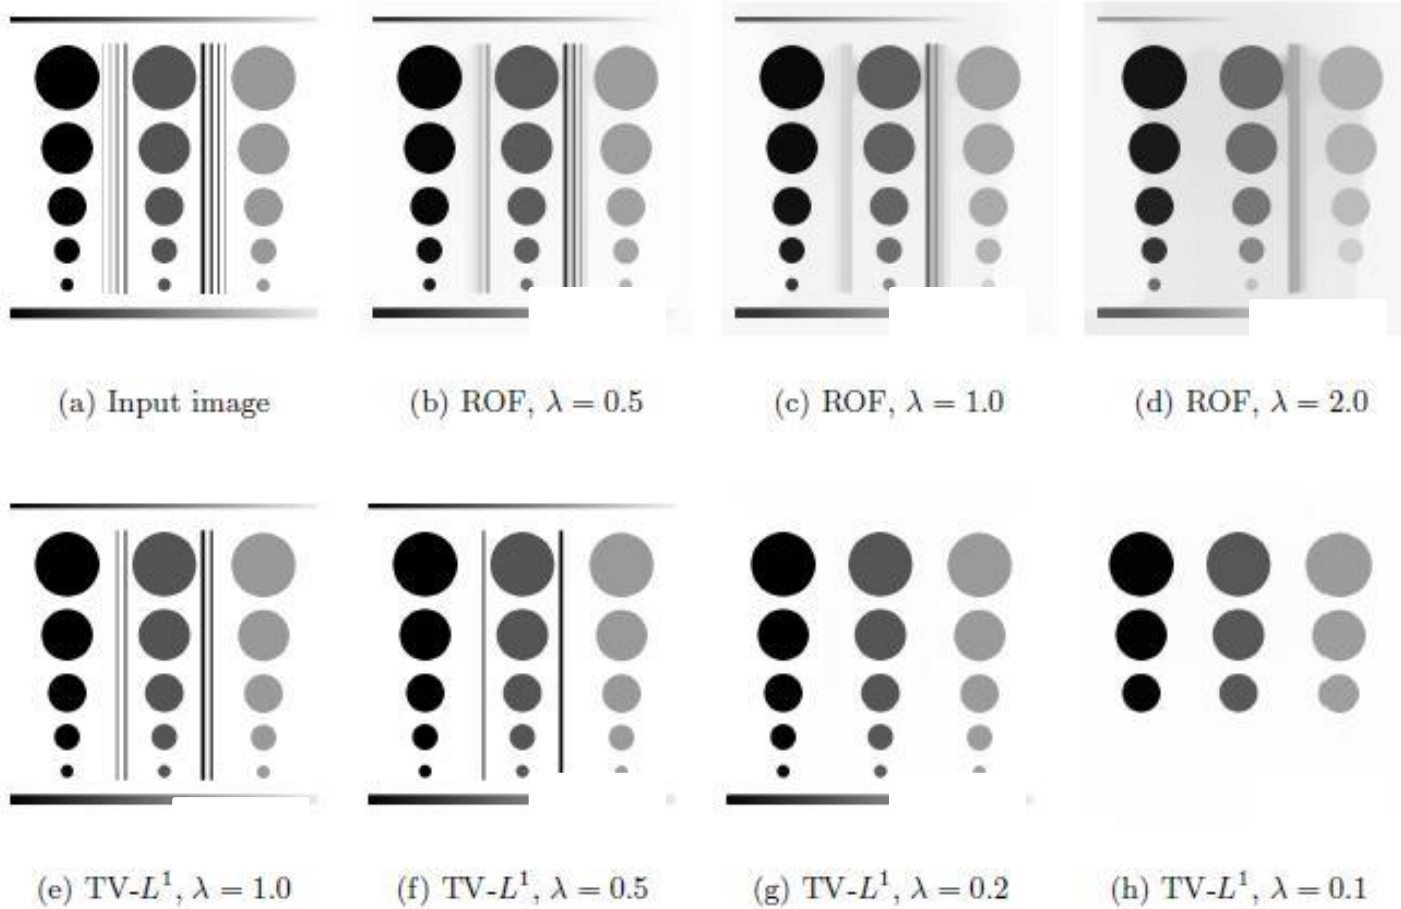 (a) Input image
(b) ROF, λ = 0.5
(c) ROF, λ = 1.0
(d) ROF, λ = 2.0
(e) TV-L¹, λ = 1.0
(f) TV-L¹, λ = 0.5
(g) TV-L¹, λ = 0.2
(h) TV-L¹, λ = 0.1